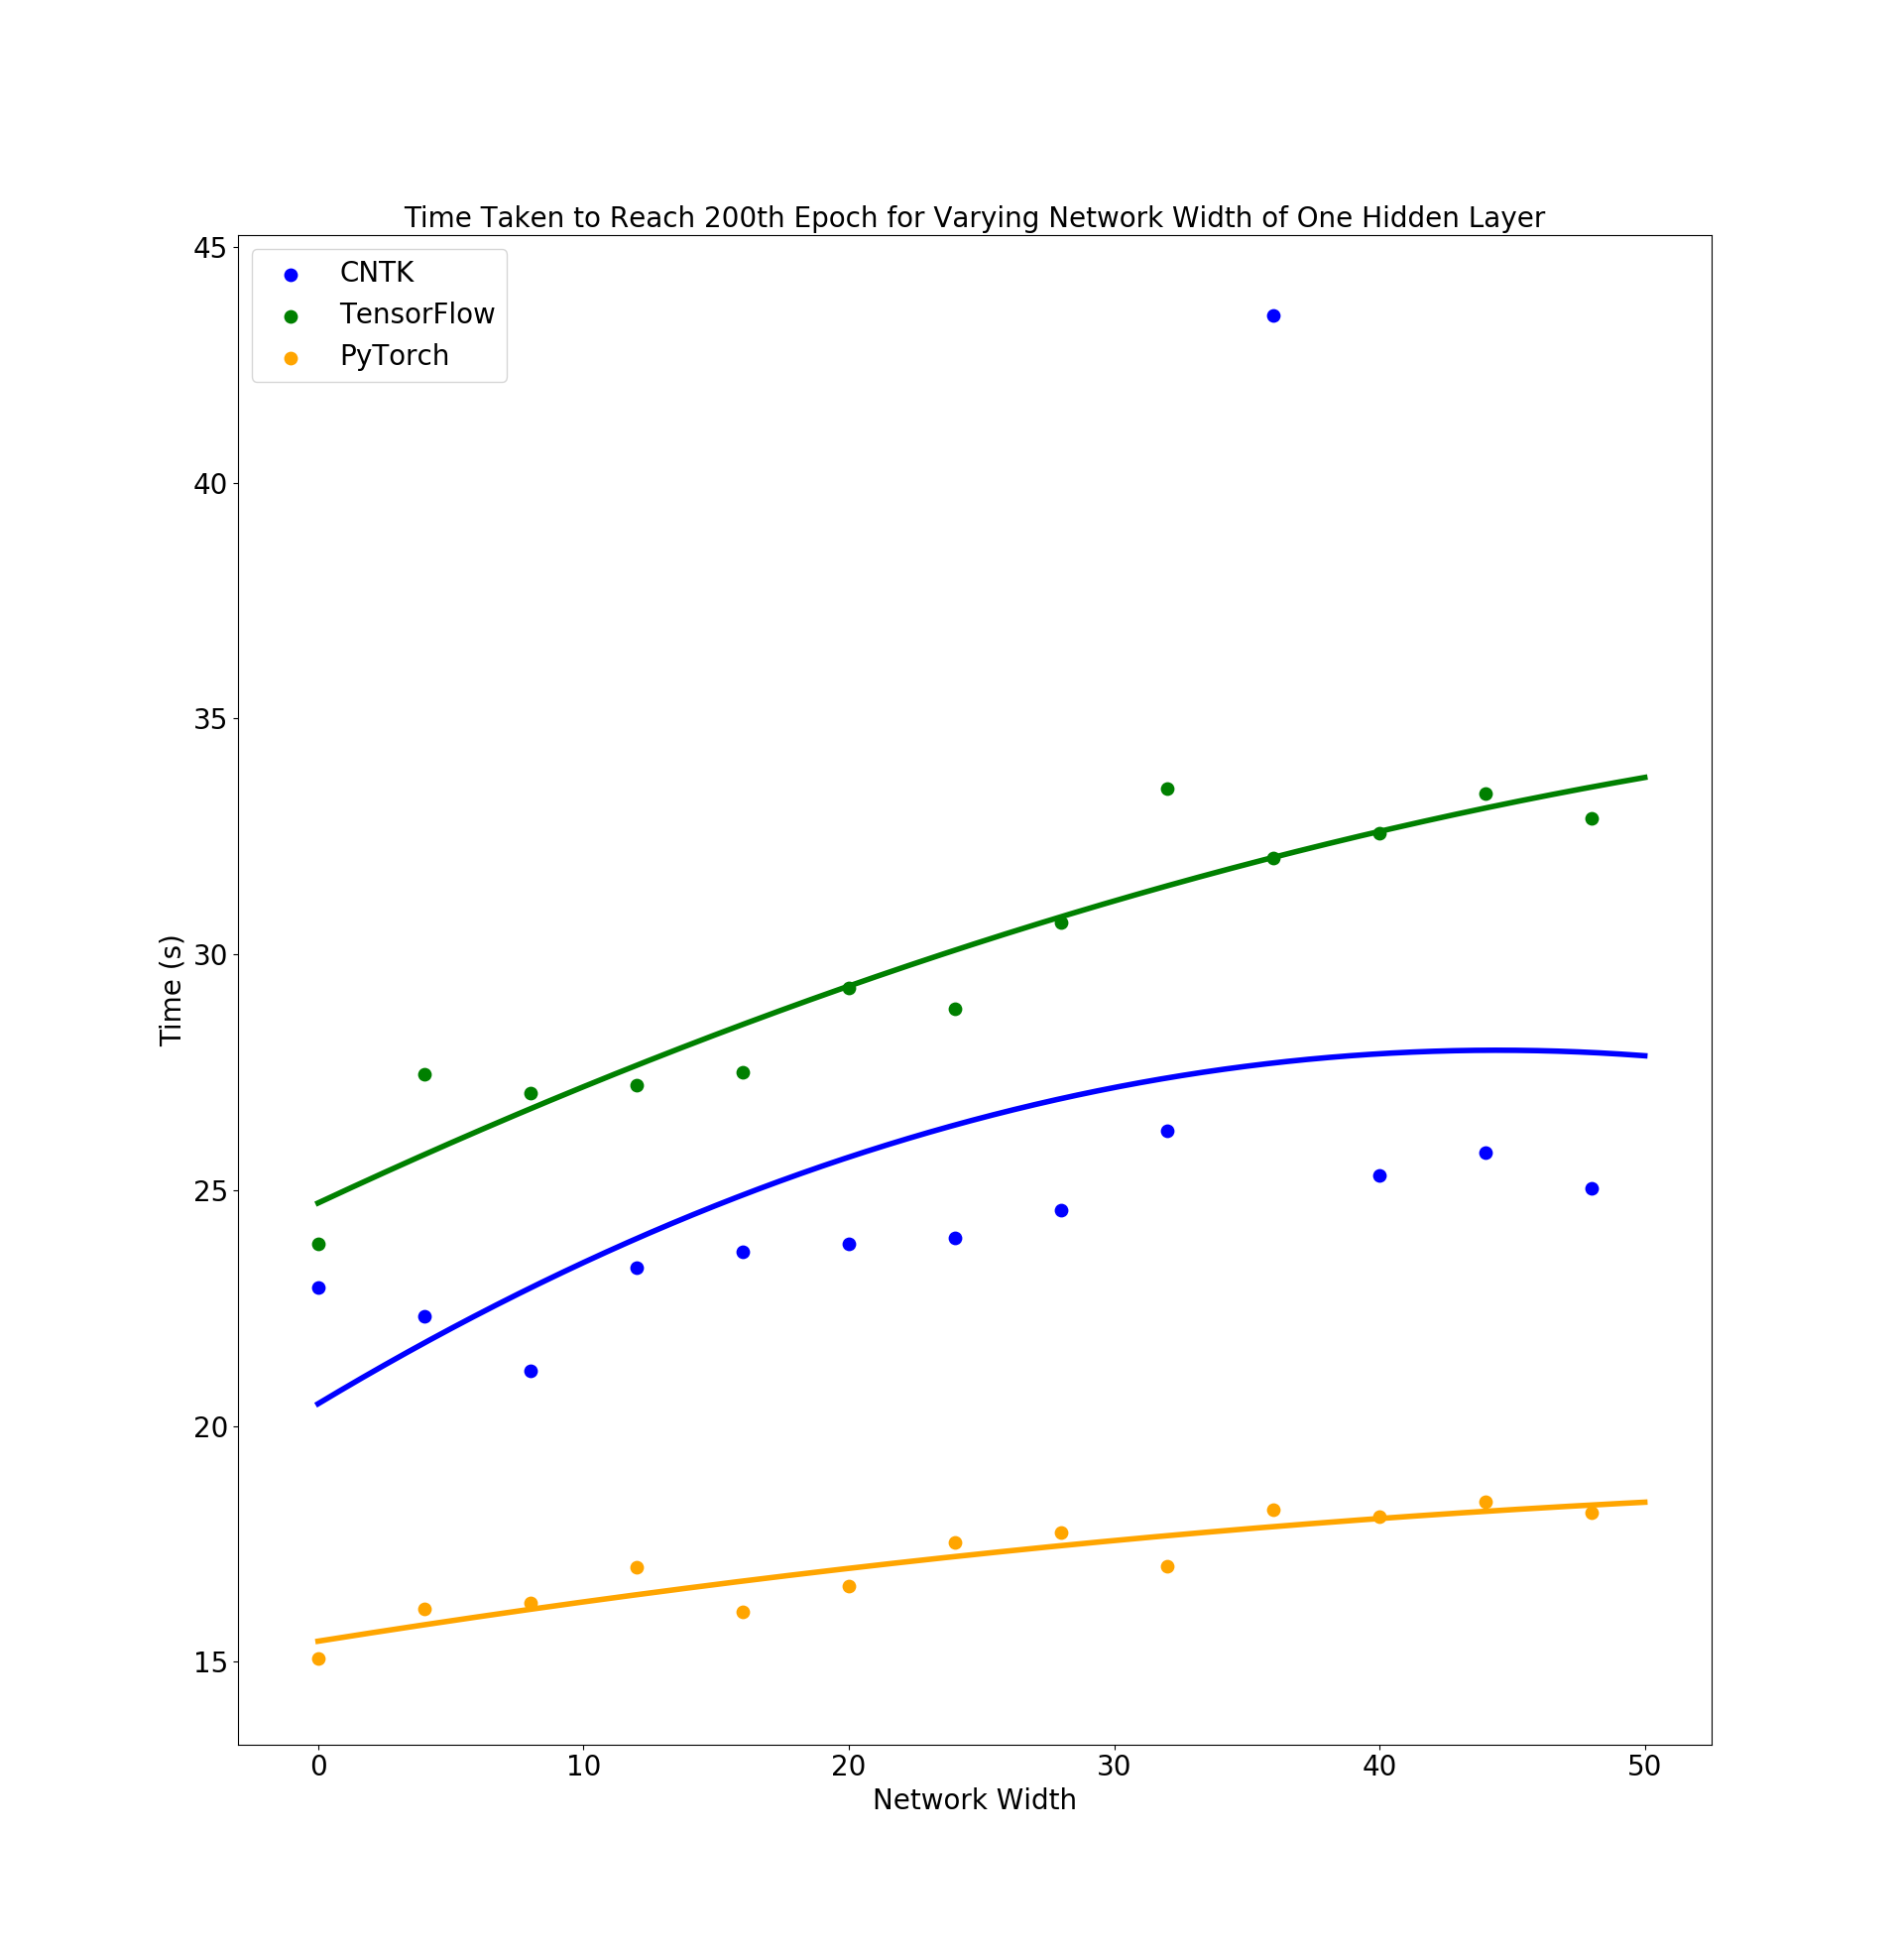 Time Taken to Reach 200th Epoch for Varying Network Width of One Hidden Layer
CNTK
TensorFlow
PyTorch
45
40
35
30
25
20
15
Time (s)
0 10 20 30 40 50
Network Width